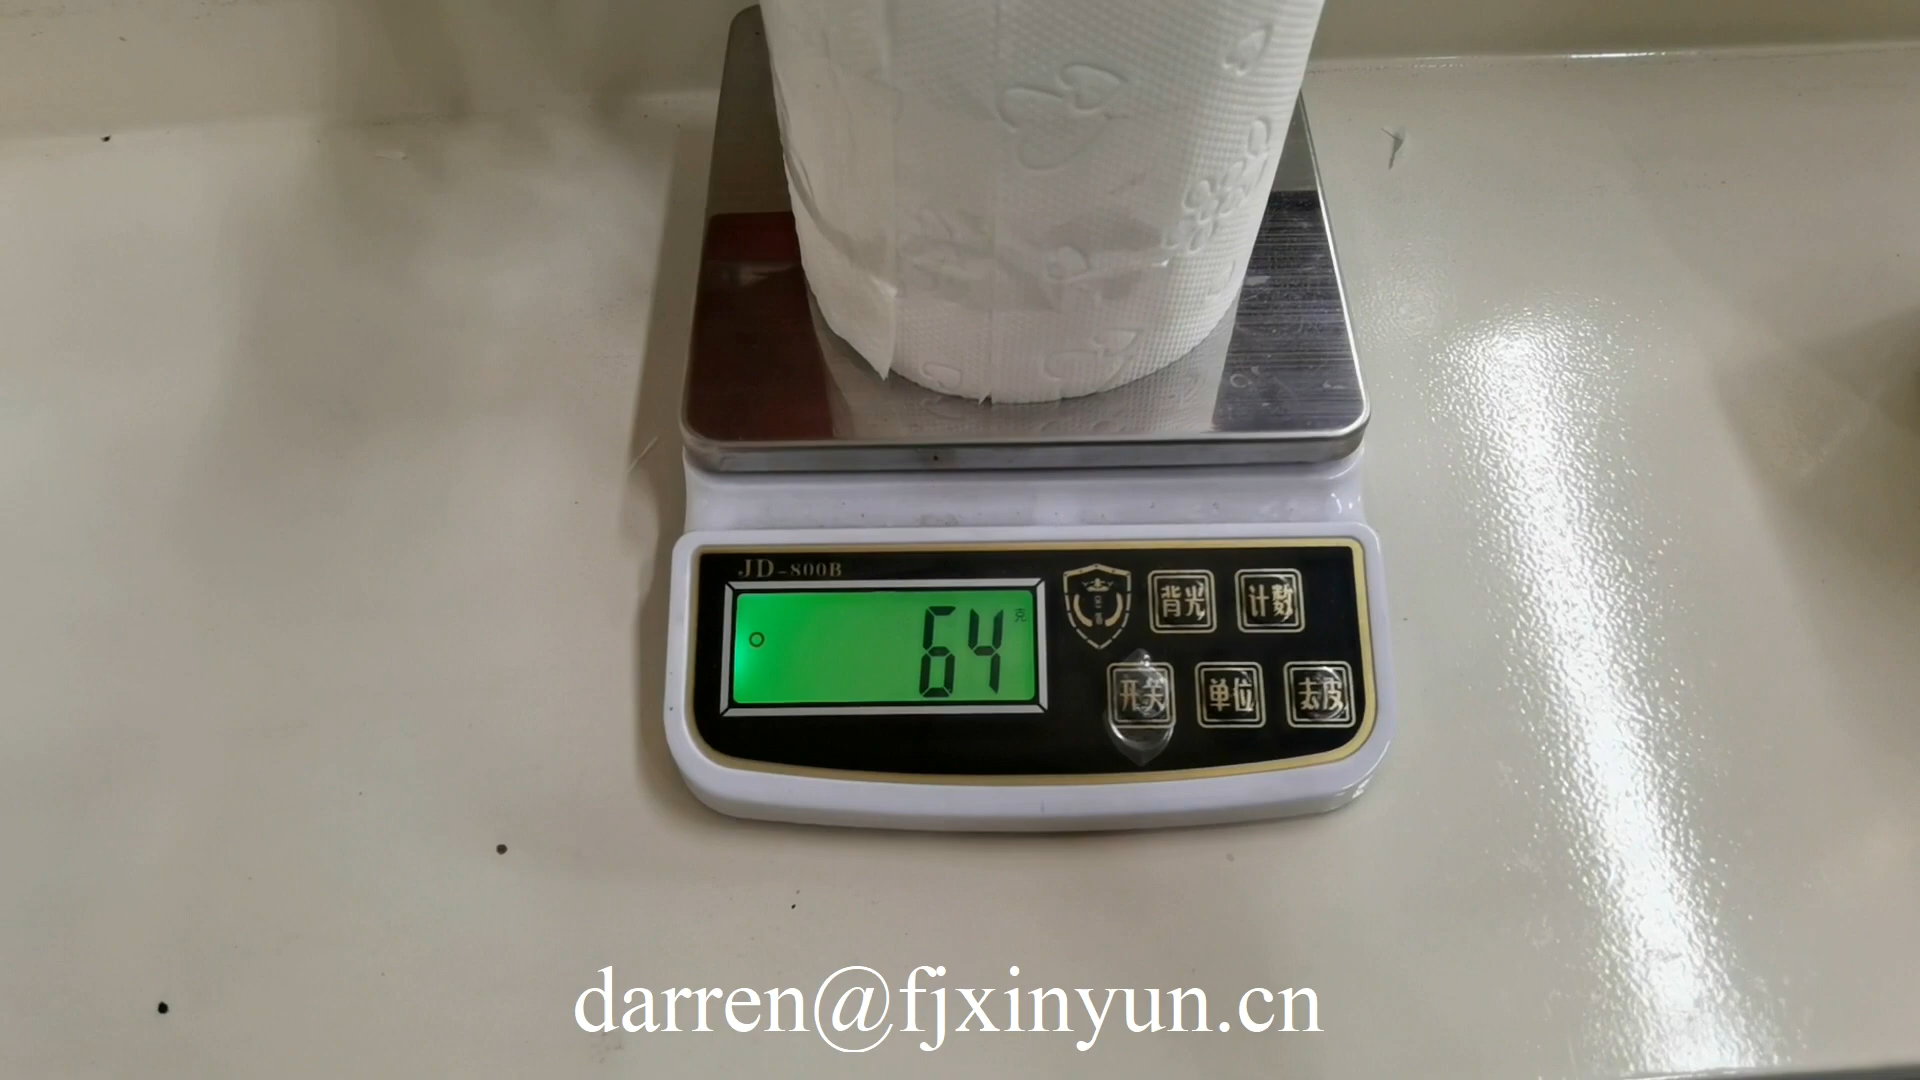 JD-800B
64
克
背光
计数
开关
单位
去皮
darren@fjxinyun.cn